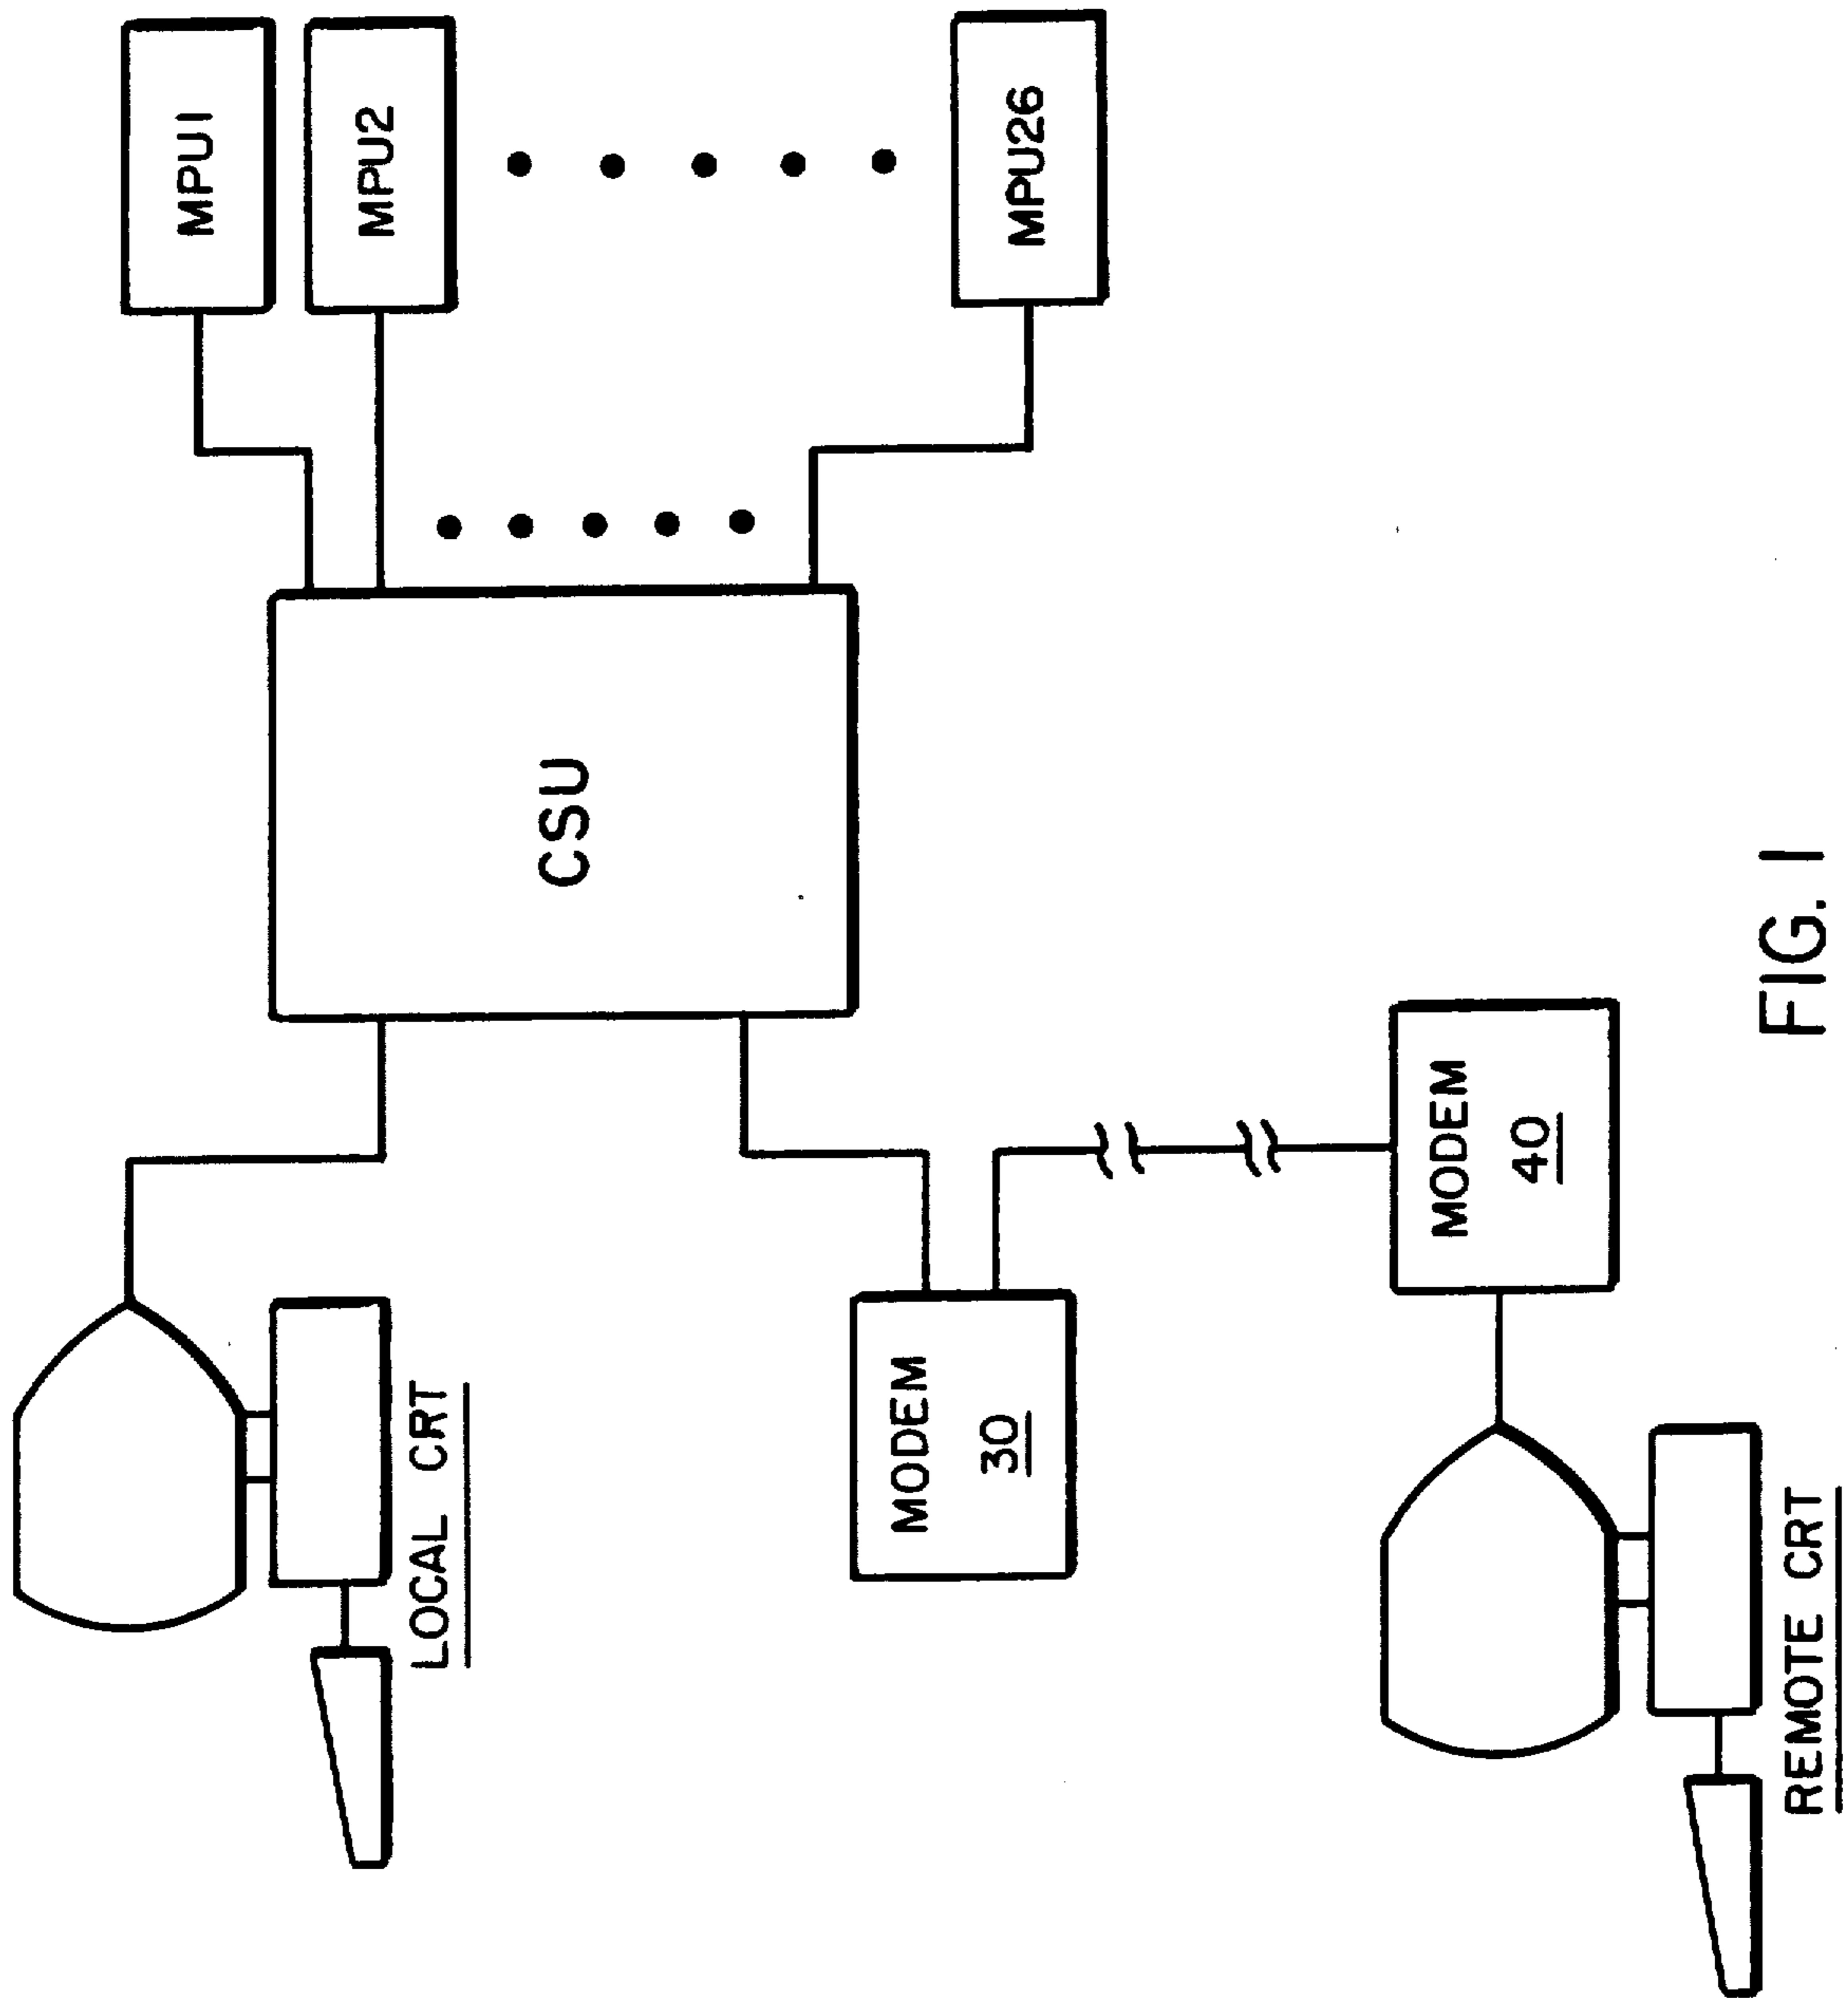 LOCAL CRT
MODEM
30
REMOTE CRT
MODEM
40
CSU
MPU1
MPU2
MPU26
FIG. 1